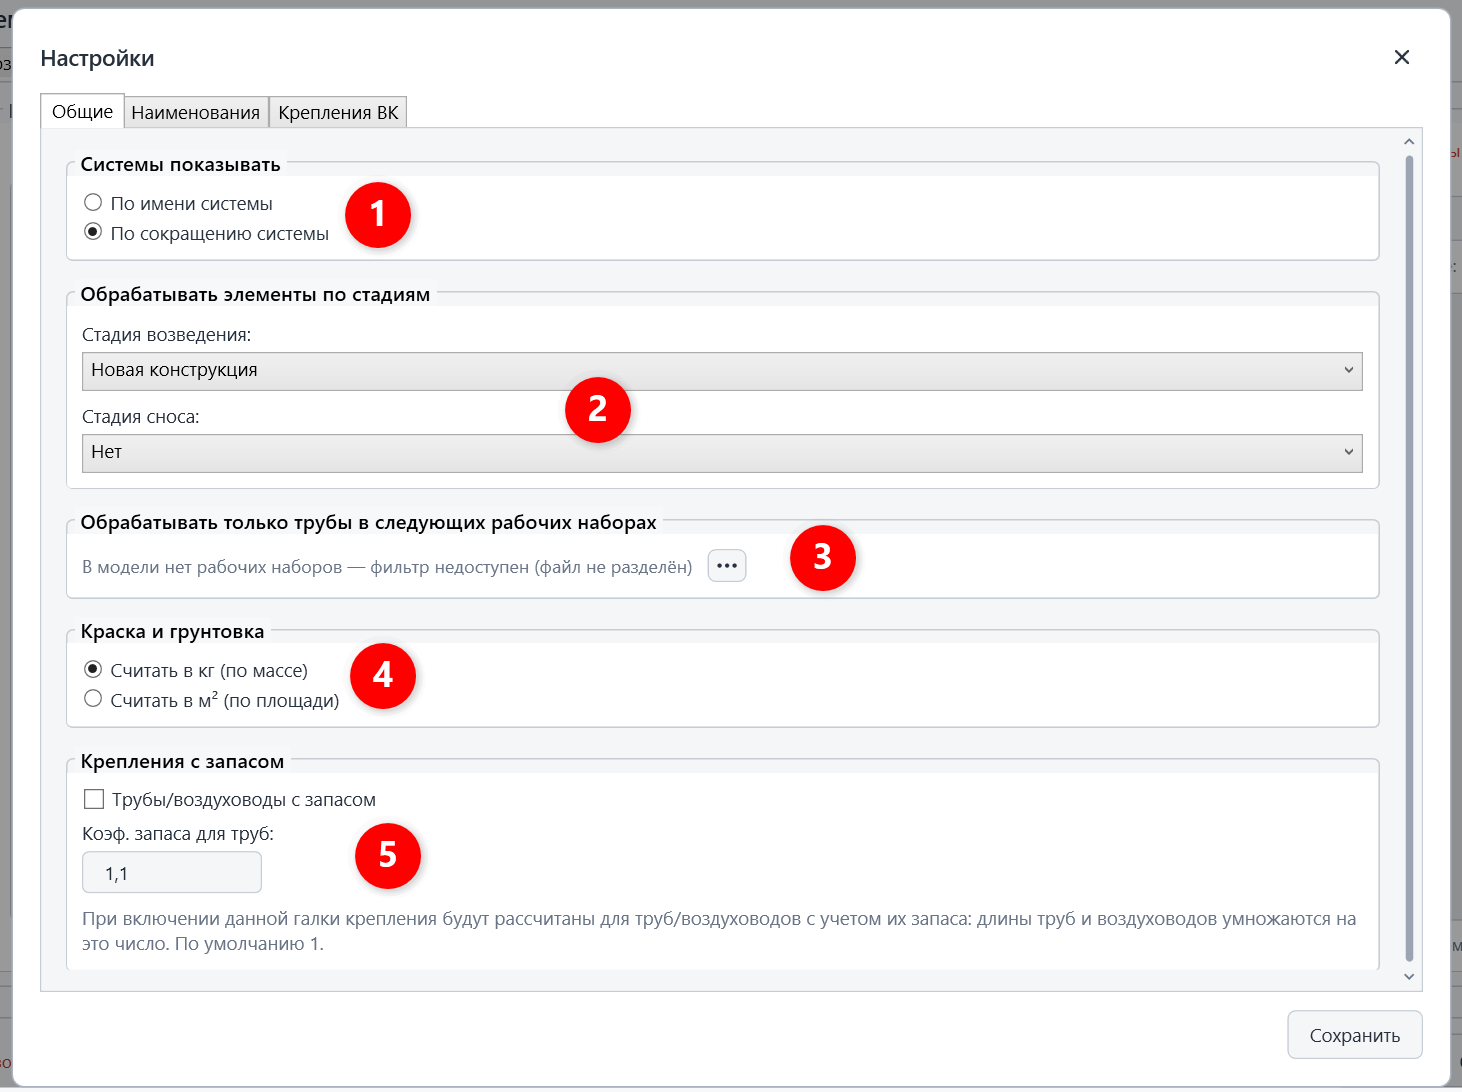 Настройки
Общие
Наименования
Крепления ВК
Системы показывать
По имени системы
По сокращению системы
1
Обрабатывать элементы по стадиям
Стадия возведения:
Новая конструкция
2
Стадия сноса:
Нет
Обрабатывать только трубы в следующих рабочих наборах
В модели нет рабочих наборов — фильтр недоступен (файл не разделён)
3
Краска и грунтовка
Считать в кг (по массе)
Считать в м² (по площади)
4
Крепления с запасом
Трубы/воздуховоды с запасом
Коэф. запаса для труб:
1,1
5
При включении данной галки крепления будут рассчитаны для труб/воздуховодов с учетом их запаса: длины труб и воздуховодов умножаются на
это число. По умолчанию 1.
Сохранить